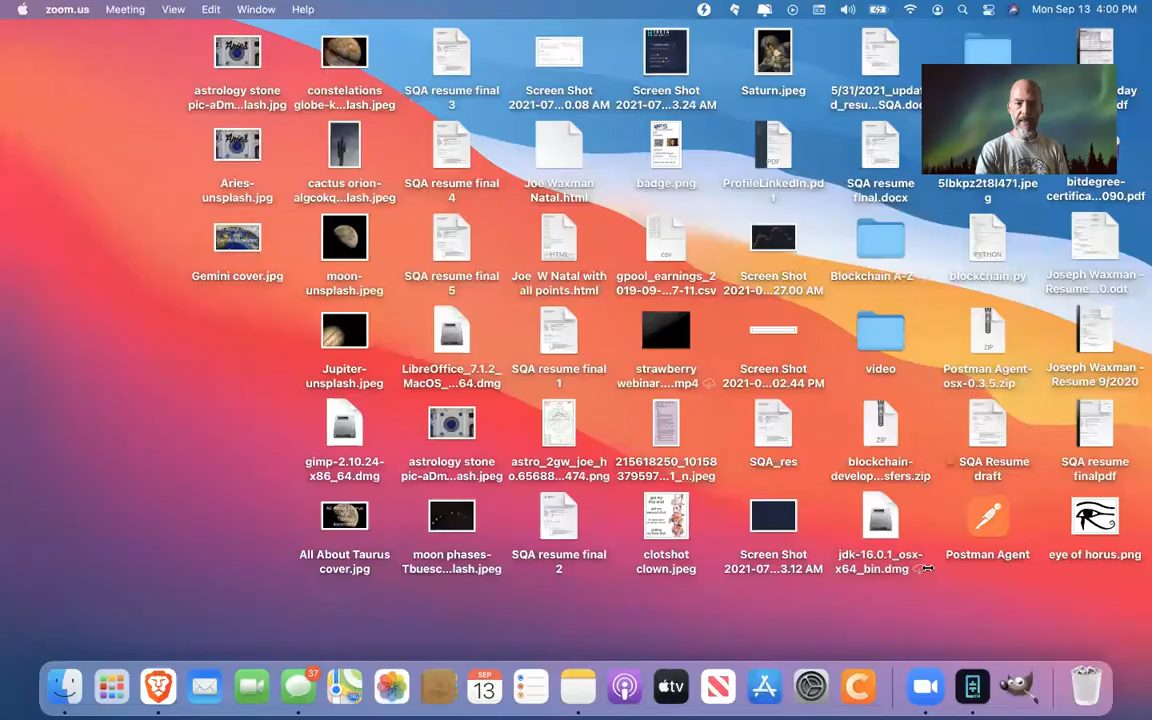 zoom.us Meeting View Edit Window Help Mon Sep 13 4:00 PM
astrology stone
pic-aDm...lash.jpg
constelations
globe-k...lash.jpeg
SQA resume final
3
Screen Shot
2021-07...0.08 AM
Screen Shot
2021-07...3.24 AM
Saturn.jpeg
5/31/2021_updat
d_resu...SQA.doc
day
df
Aries-
unsplash.jpg
cactus orion-
algcokq...lash.jpeg
SQA resume final
4
Joe Waxman
Natal.html
badge.png
PDF
ProfileLinkedIn.pd
f
SQA resume
final.docx
5lbkpz2t8l471.jpe
g
bitdegree-
certifica...090.pdf
Gemini cover.jpg
moon-
unsplash.jpeg
SQA resume final
5
HTML
Joe W Natal with
all points.html
CSV
gpool_earnings_2
019-09-...7-11.csv
Screen Shot
2021-0...27.00 AM
Blockchain A-Z
PYTHON
blockchain.py
Joseph Waxman -
Resume...0.odt
Jupiter-
unsplash.jpeg
LibreOffice_7.1.2_
MacOS_...64.dmg
SQA resume final
1
strawberry
webinar....mp4
Screen Shot
2021-0...02.44 PM
video
ZIP
Postman Agent-
osx-0.3.5.zip
Joseph Waxman -
Resume 9/2020
gimp-2.10.24-
x86_64.dmg
astrology stone
pic-aDm...ash.jpeg
astro_2gw_joe_h
o.65688...474.png
215618250_10158
379597...1_n.jpeg
SQA_res
ZIP
blockchain-
develop...sfers.zip
SQA Resume
draft
SQA resume
finalpdf
All About Taurus
cover.jpg
moon phases-
Tbuesc...lash.jpeg
SQA resume final
2
clotshot
clown.jpeg
Screen Shot
2021-07...3.12 AM
jdk-16.0.1_osx-
x64_bin.dmg
Postman Agent
eye of horus.png
37
SEP
13
tv